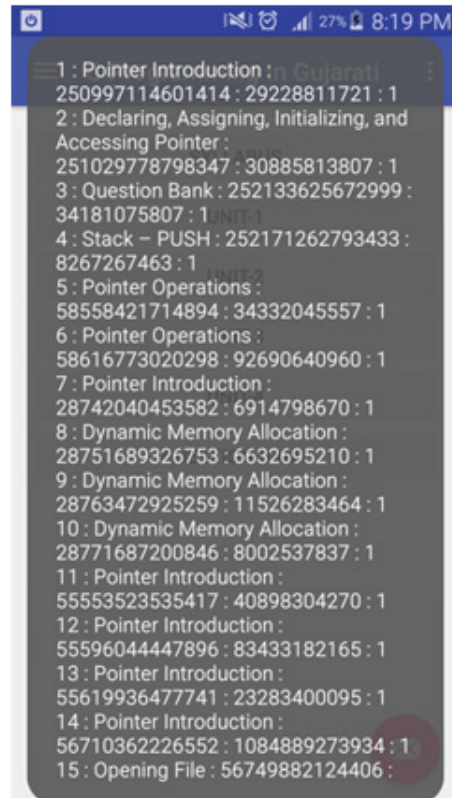 27% 8:19 PM
n Gujarati
1 : Pointer Introduction :
250997114601414 : 29228811721 : 1
2 : Declaring, Assigning, Initializing, and
Accessing Pointer :
251029778798347 : 30885813807 : 1
3 : Question Bank : 252133625672999 :
34181075807 : 1
UNIT-1
4 : Stack – PUSH : 252171262793433 :
8267267463 : 1
UNIT-2
5 : Pointer Operations :
58558421714894 : 34332045557 : 1
6 : Pointer Operations :
58616773020298 : 92690640960 : 1
7 : Pointer Introduction :
28742040453582 : 6914798670 : 1
8 : Dynamic Memory Allocation :
28751689326753 : 6632695210 : 1
9 : Dynamic Memory Allocation :
28763472925259 : 11526283464 : 1
10 : Dynamic Memory Allocation :
28771687200846 : 8002537837 : 1
11 : Pointer Introduction :
55553523535417 : 40898304270 : 1
12 : Pointer Introduction :
55596044447896 : 83433182165 : 1
13 : Pointer Introduction :
55619936477741 : 23283400095 : 1
14 : Pointer Introduction :
56710362226552 : 1084889273934 : 1
15 : Opening File : 56749882124406 :